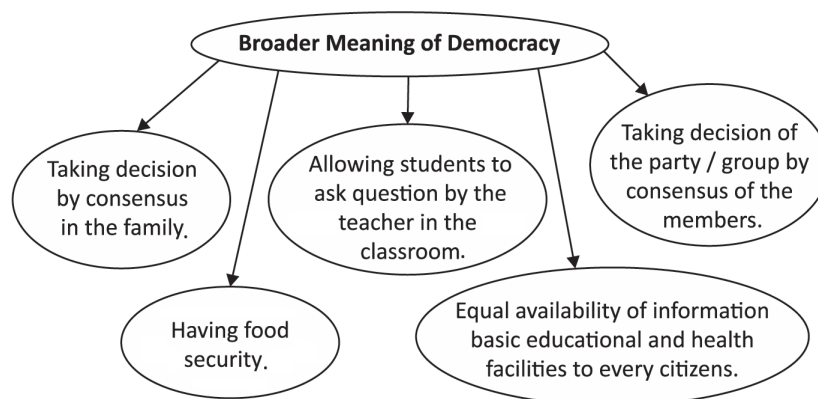 Broader Meaning of Democracy
Taking decision
by consensus
in the family.
Having food
security.
Allowing students to
ask question by the
teacher in the
classroom.
Equal availability of information
basic educational and health
facilities to every citizens.
Taking decision of
the party / group by
consensus of the
members.